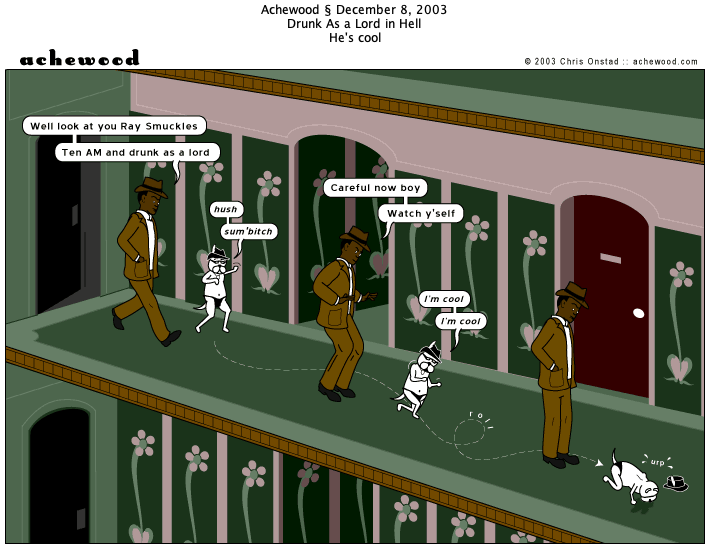 Achewood § December 8, 2003
Drunk As a Lord in Hell
He's cool
achewood
© 2003 Chris Onstad :: achewood.com
Well look at you Ray Smuckles
Ten AM and drunk as a lord
hush
sum'bitch
Careful now boy
Watch y'self
I'm cool
I'm cool
roll
urp